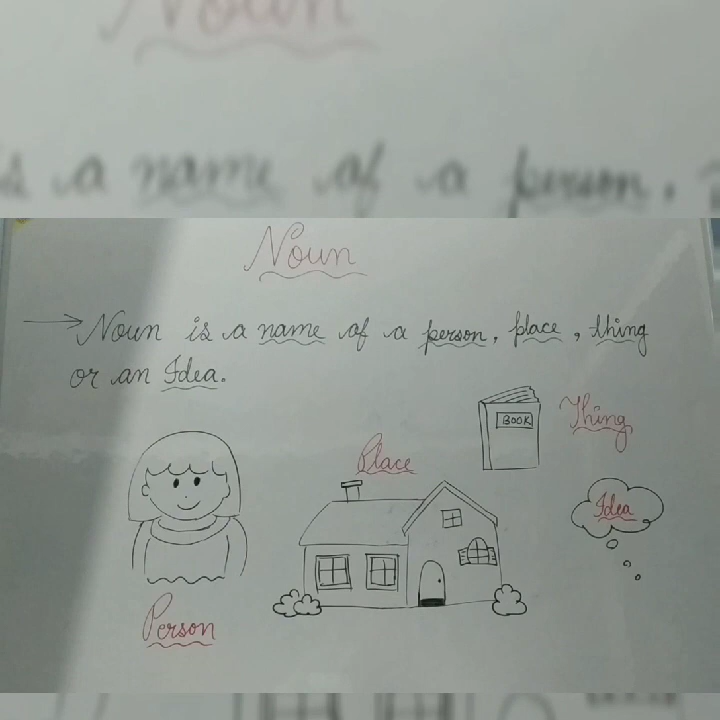 Noun
→ Noun is a name of a person, place, thing
or an Idea.
BOOK
Thing
Place
Idea
Person